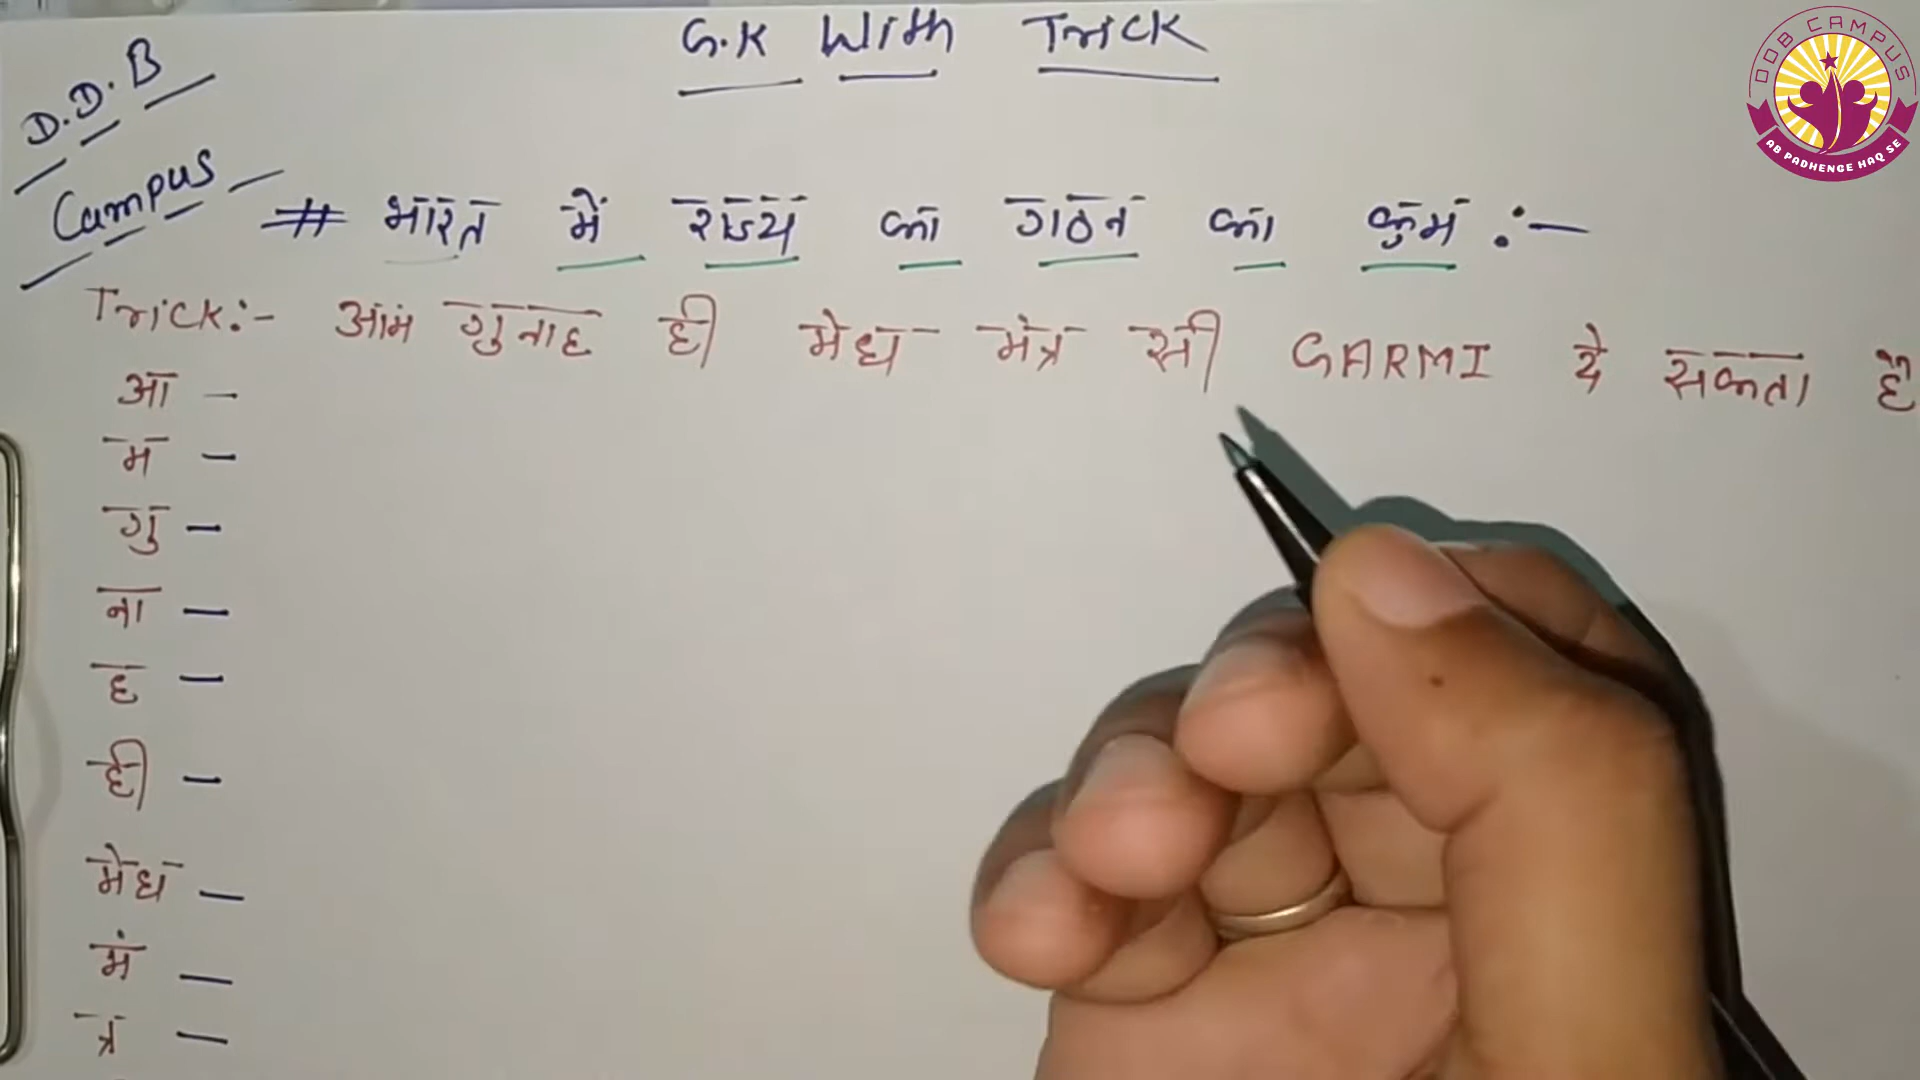 G.K With Trick
D.D.B
Campus
# भारत में राज्य का गठन का क्रम :-
Trick:- आम गुनाह ही मेघ मंत्र सी GARMI दे सकता है
आ -
म -
गु -
ना -
ह -
ही -
मेघ -
मं -
त्र -
DDB CAMPUS
AB PADHENGE HAQ SE